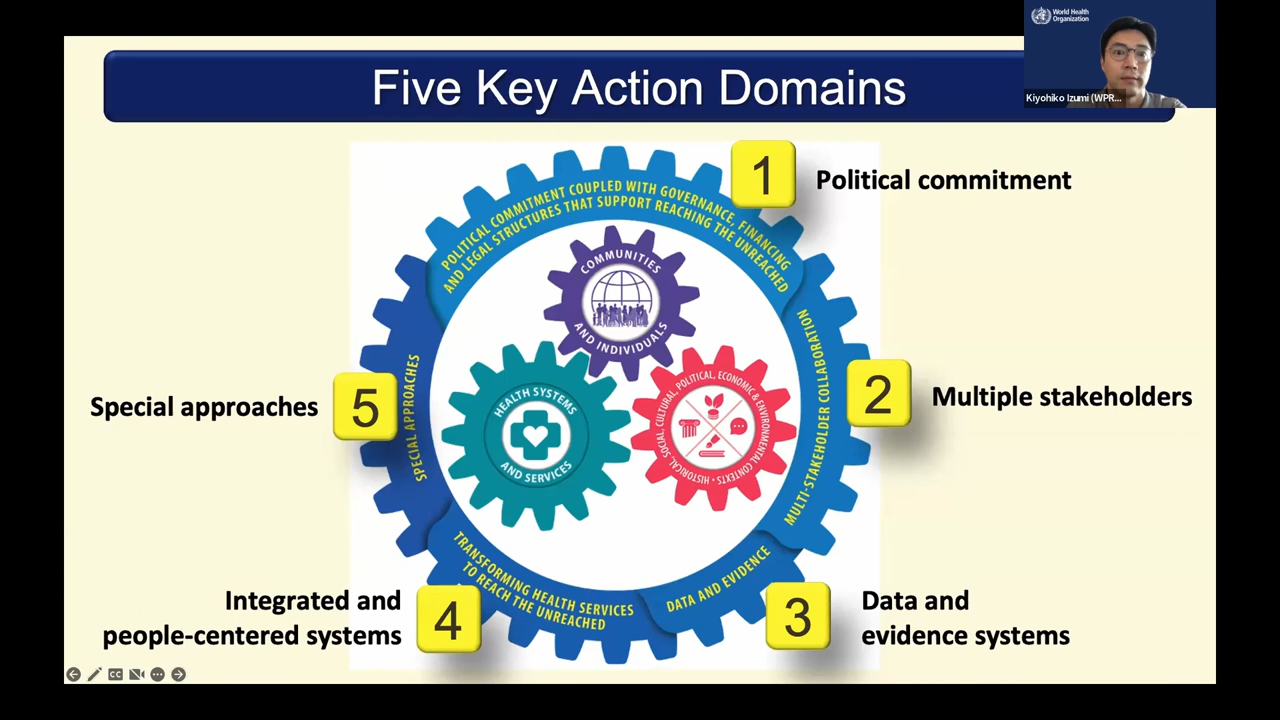 World Health
Organization
Kiyohiko Izumi (WPR...
Five Key Action Domains
1
Political commitment
POLITICAL COMMITMENT COUPLED WITH GOVERNANCE, FINANCING
AND LEGAL STRUCTURES THAT SUPPORT REACHING THE UNREACHED
COMMUNITIES
AND INDIVIDUALS
MULTI-STAKEHOLDER COLLABORATION
2
Multiple stakeholders
SPECIAL APPROACHES
5
Special approaches
HEALTH SYSTEMS
AND SERVICES
HISTORICAL, SOCIAL, CULTURAL, POLITICAL, ECONOMIC & ENVIRONMENTAL CONTEXTS •
TRANSFORMING HEALTH SERVICES
TO REACH THE UNREACHED
DATA AND EVIDENCE
Integrated and
people-centered systems
4
3
Data and
evidence systems
CC